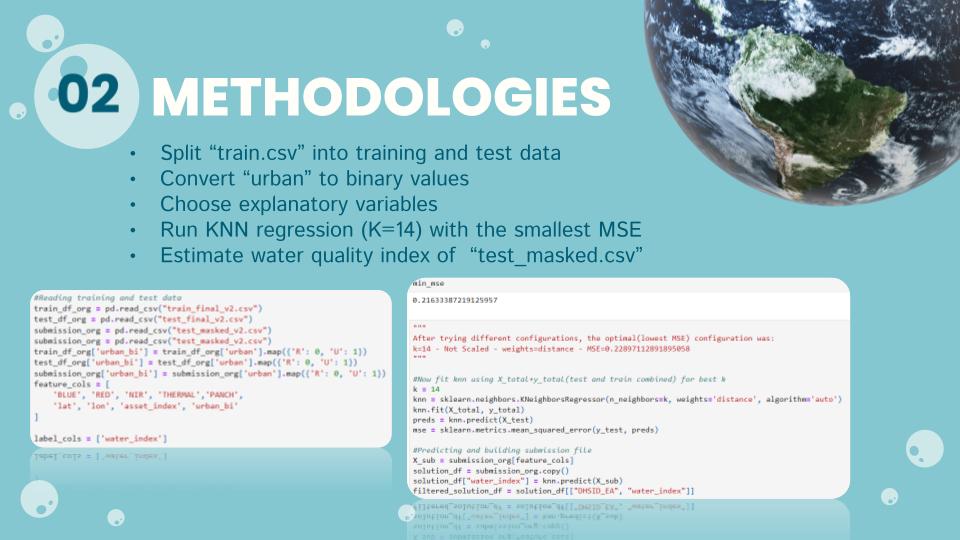 02 METHODOLOGIES
• Split “train.csv” into training and test data
• Convert “urban” to binary values
• Choose explanatory variables
• Run KNN regression (K=14) with the smallest MSE
• Estimate water quality index of “test_masked.csv”
#Reading training and test data
train_df_org = pd.read_csv("train_final_v2.csv")
test_df_org = pd.read_csv("test_final_v2.csv")
submission_org = pd.read_csv("test_masked_v2.csv")
submission_org = pd.read_csv("test_masked_v2.csv")
train_df_org['urban_bi'] = train_df_org['urban'].map({'R': 0, 'U': 1})
test_df_org['urban_bi'] = test_df_org['urban'].map({'R': 0, 'U': 1})
submission_org['urban_bi'] = submission_org['urban'].map({'R': 0, 'U': 1})
feature_cols = [
'BLUE', 'RED', 'NIR', 'THERMAL','PANCH',
'lat', 'lon', 'asset_index', 'urban_bi'
]
label_cols = ['water_index']
min_mse
0.21633387219125957
"""
After trying different configurations, the optimal(lowest MSE) configuration was:
k=14 - Not Scaled - weights=distance - MSE=0.22897112891895058
"""
#Now fit knn using X_total+y_total(test and train combined) for best k
k = 14
knn = sklearn.neighbors.KNeighborsRegressor(n_neighbors=k, weights='distance', algorithm='auto')
knn.fit(X_total, y_total)
preds = knn.predict(X_test)
mse = sklearn.metrics.mean_squared_error(y_test, preds)
#Predicting and building submission file
X_sub = submission_org[feature_cols]
solution_df = submission_org.copy()
solution_df["water_index"] = knn.predict(X_sub)
filtered_solution_df = solution_df[["DHSID_EA", "water_index"]]